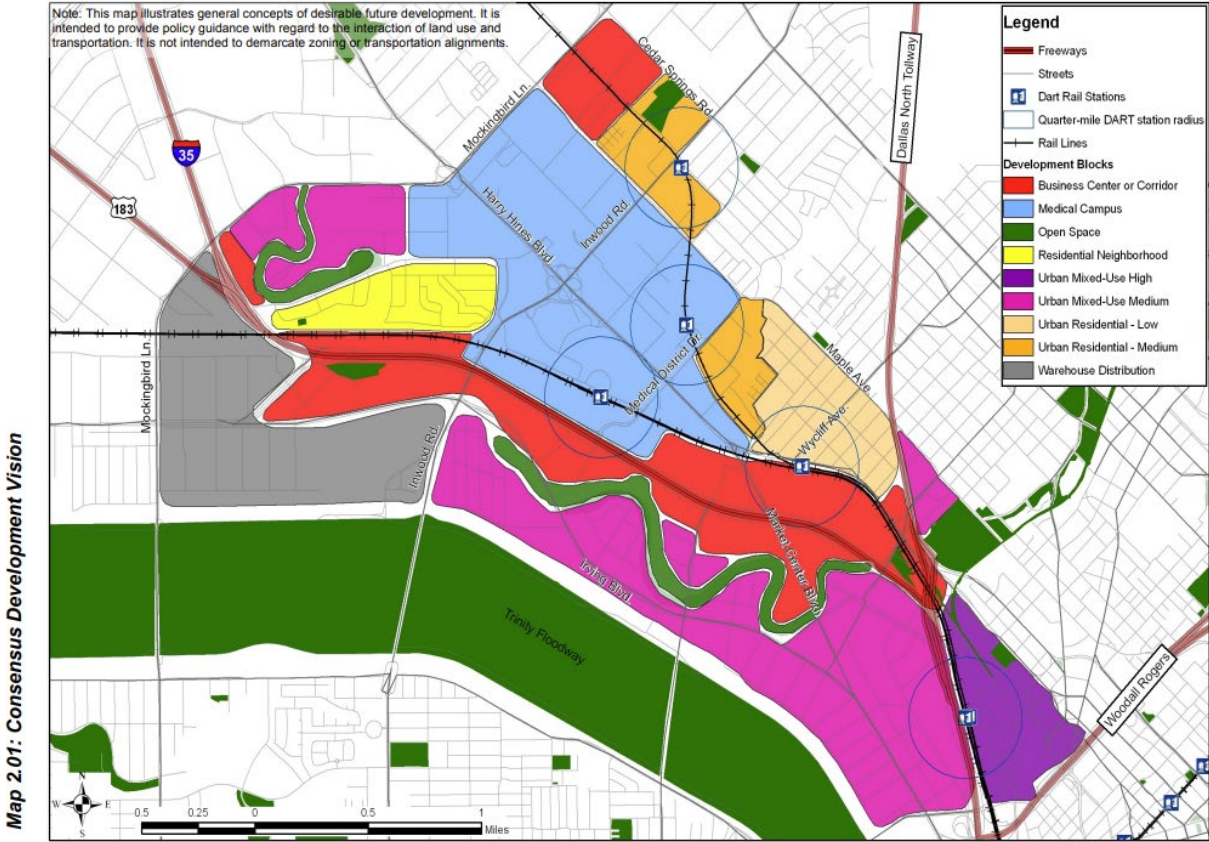 Note: This map illustrates general concepts of desirable future development. It is
intended to provide policy guidance with regard to the interaction of land use and
transportation. It is not intended to demarcate zoning or transportation alignments.
Legend
Freeways
Streets
Dart Rail Stations
Quarter-mile DART station radius
Rail Lines
Development Blocks
Business Center or Corridor
Medical Campus
Open Space
Residential Neighborhood
Urban Mixed-Use High
Urban Mixed-Use Medium
Urban Residential - Low
Urban Residential - Medium
Warehouse Distribution
Cedar Springs Rd.
Mockingbird Ln.
Dallas North Tollway
35
183
Harry Hines Blvd
Inwood Rd.
Mockingbird Ln.
Medical District Dr.
Maple Ave.
Wycliff Ave.
Inwood Rd.
Market Center Blvd.
Irving Blvd.
Trinity Floodway
Woodall Rogers
Map 2.01: Consensus Development Vision
N
W E
S
0.5 0.25 0 0.5 1
Miles